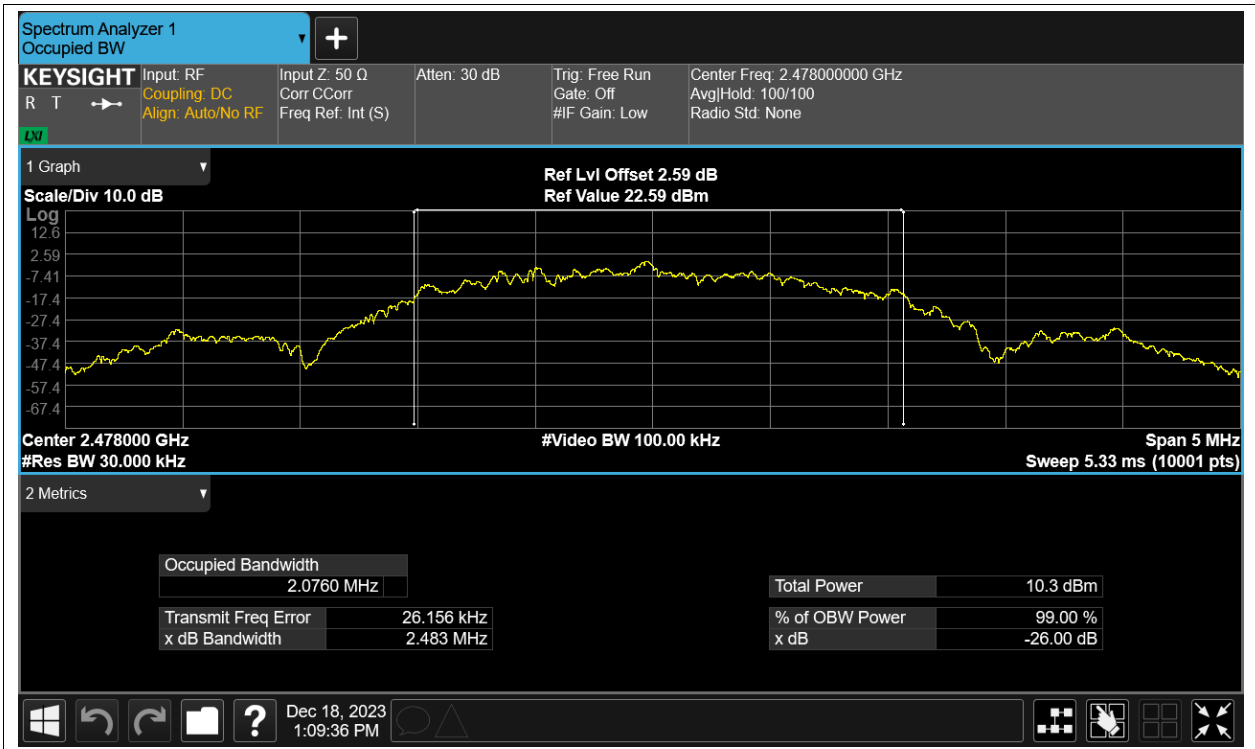 Spectrum Analyzer 1
Occupied BW
KEYSIGHT
R T
LXI
Input: RF
Coupling: DC
Align: Auto/No RF
Input Z: 50 Ω
Corr CCorr
Freq Ref: Int (S)
Atten: 30 dB
Trig: Free Run
Gate: Off
#IF Gain: Low
Center Freq: 2.478000000 GHz
Avg|Hold: 100/100
Radio Std: None
1 Graph
Scale/Div 10.0 dB
Ref Lvl Offset 2.59 dB
Ref Value 22.59 dBm
Log
12.6
2.59
-7.41
-17.4
-27.4
-37.4
-47.4
-57.4
-67.4
Center 2.478000 GHz
#Video BW 100.00 kHz
Span 5 MHz
#Res BW 30.000 kHz
Sweep 5.33 ms (10001 pts)
2 Metrics
Occupied Bandwidth
2.0760 MHz
Total Power 10.3 dBm
Transmit Freq Error 26.156 kHz
% of OBW Power 99.00 %
x dB Bandwidth 2.483 MHz
x dB -26.00 dB
?
Dec 18, 2023
1:09:36 PM